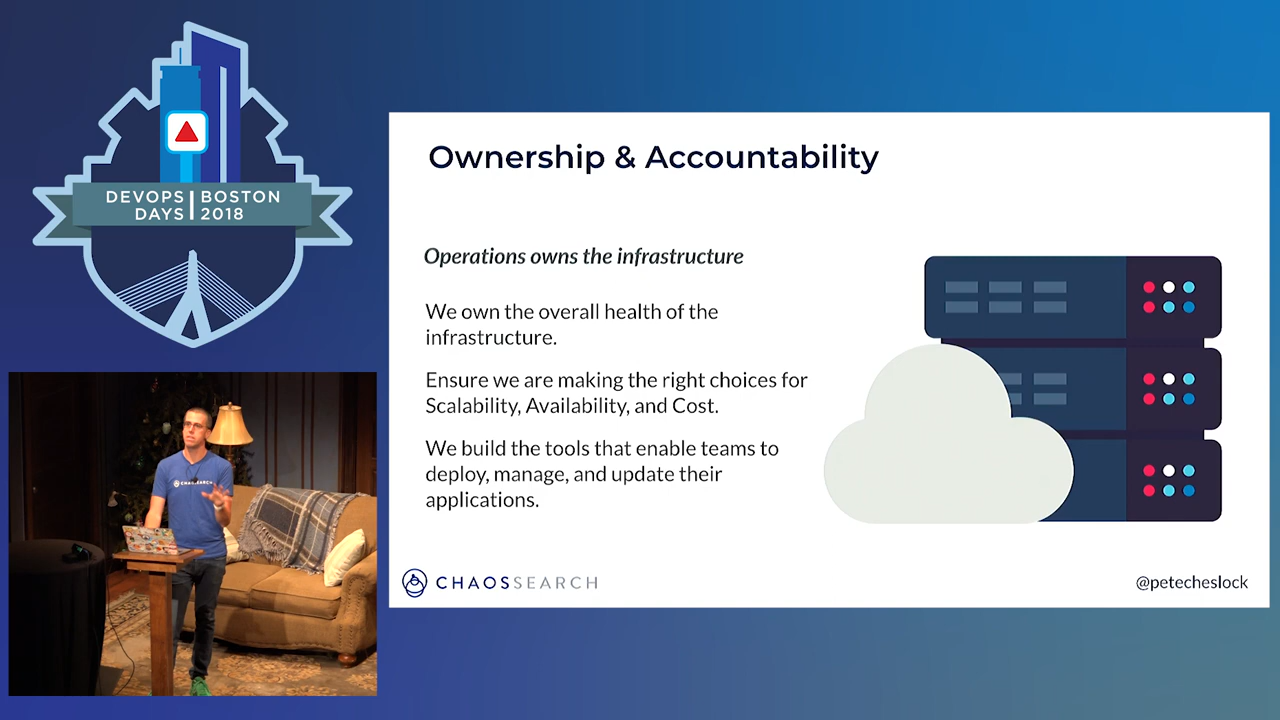 DEVOPS BOSTON
DAYS 2018
Ownership & Accountability
Operations owns the infrastructure
We own the overall health of the
infrastructure.
Ensure we are making the right choices for
Scalability, Availability, and Cost.
We build the tools that enable teams to
deploy, manage, and update their
applications.
CHAOSSEARCH
@petecheslock
CHAOSSEARCH